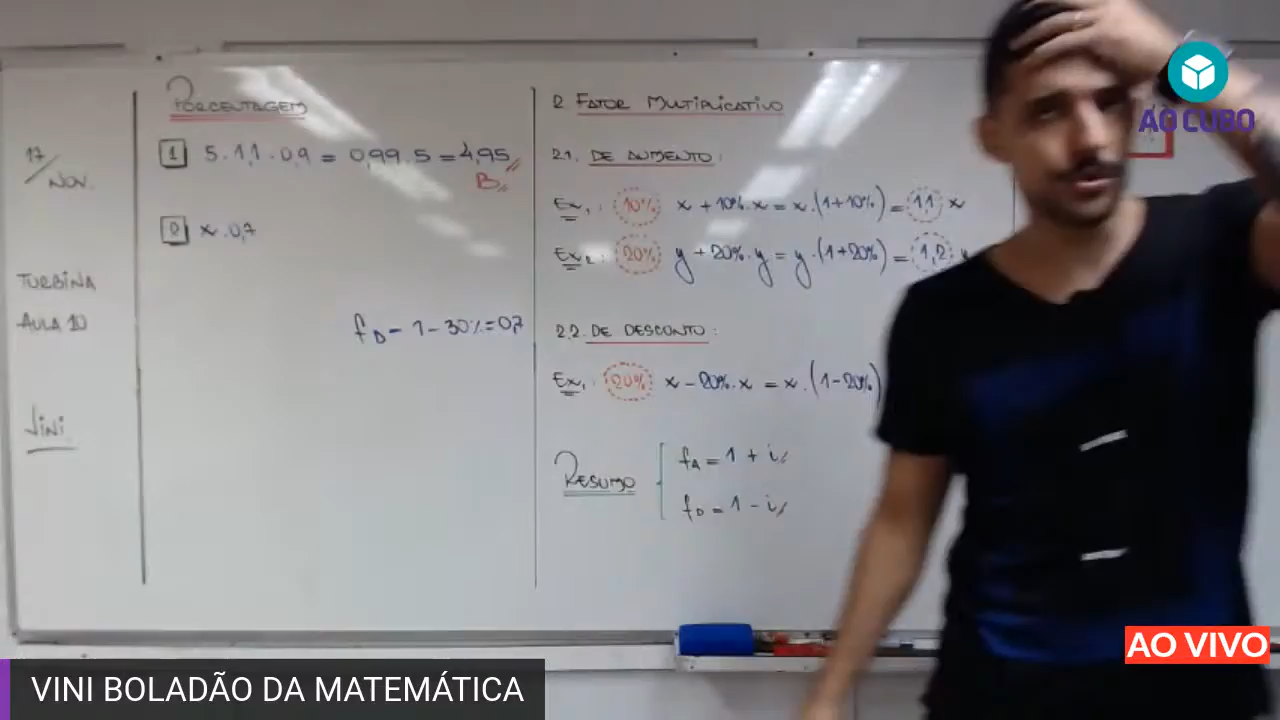 17/NOV.
TURBINA
AULA 10
Vini
PORCENTAGEM
1 5.1,1.0,9 = 0,99.5 = 4,95
B
2 x.0,7
fD = 1 - 30% = 0,7
2 FATOR MULTIPLICATIVO
2.1. DE AUMENTO:
Ex1: 10% x + 10%.x = x.(1+10%) = 1,1 x
Ex2: 20% y + 20%.y = y.(1+20%) = 1,2 y
2.2. DE DESCONTO:
Ex1: 20% x - 20%.x = x.(1-20%)
RESUMO
fA = 1 + i
fD = 1 - i
AO CUBO
AO VIVO
VINI BOLADÃO DA MATEMÁTICA